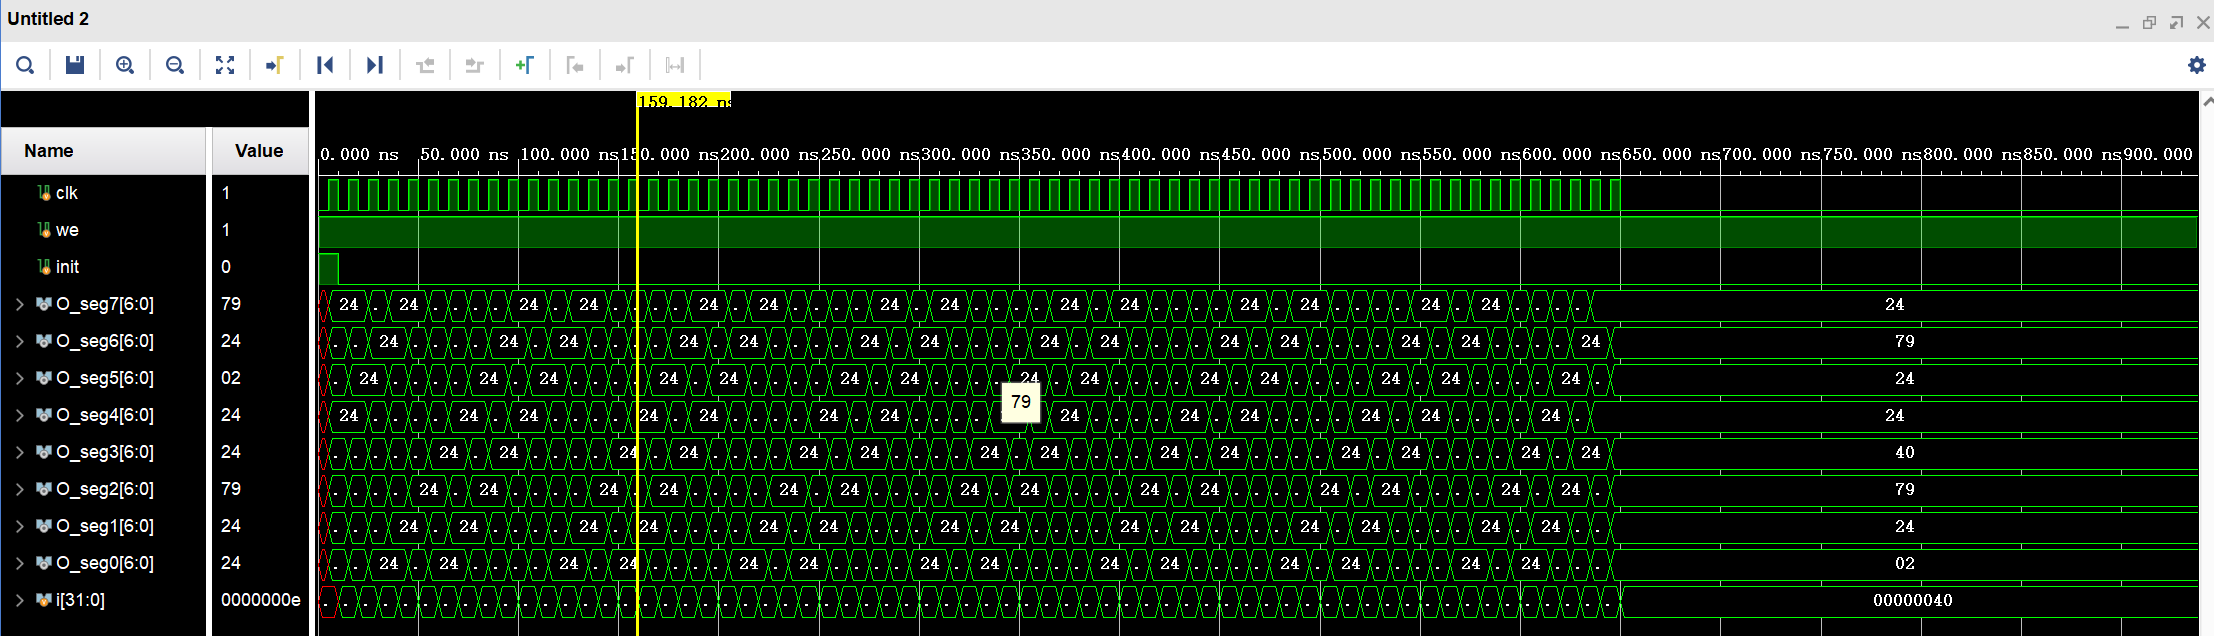 Untitled 2
159.182 ns
Name Value
0.000 ns 50.000 ns 100.000 ns 150.000 ns 200.000 ns 250.000 ns 300.000 ns 350.000 ns 400.000 ns 450.000 ns 500.000 ns 550.000 ns 600.000 ns 650.000 ns 700.000 ns 750.000 ns 800.000 ns 850.000 ns 900.000
clk 1
we 1
init 0
O_seg7[6:0] 79 24 24 24 24 24 24 24 24 24 24 24 24 24 24 24
O_seg6[6:0] 24 24 24 24 24 24 24 24 24 24 24 24 24 24 24 79
O_seg5[6:0] 02 24 24 24 24 24 24 24 24 24 24 24 24 24 24 24
O_seg4[6:0] 24 24 24 24 24 24 24 24 24 24 24 24 24 24 24
79
O_seg3[6:0] 24 24 24 24 24 24 24 24 24 24 24 24 24 24 40
O_seg2[6:0] 79 24 24 24 24 24 24 24 24 24 24 24 24 24 79
O_seg1[6:0] 24 24 24 24 24 24 24 24 24 24 24 24 24 24 24
O_seg0[6:0] 24 24 24 24 24 24 24 24 24 24 24 24 24 24 02
i[31:0] 0000000e 00000040